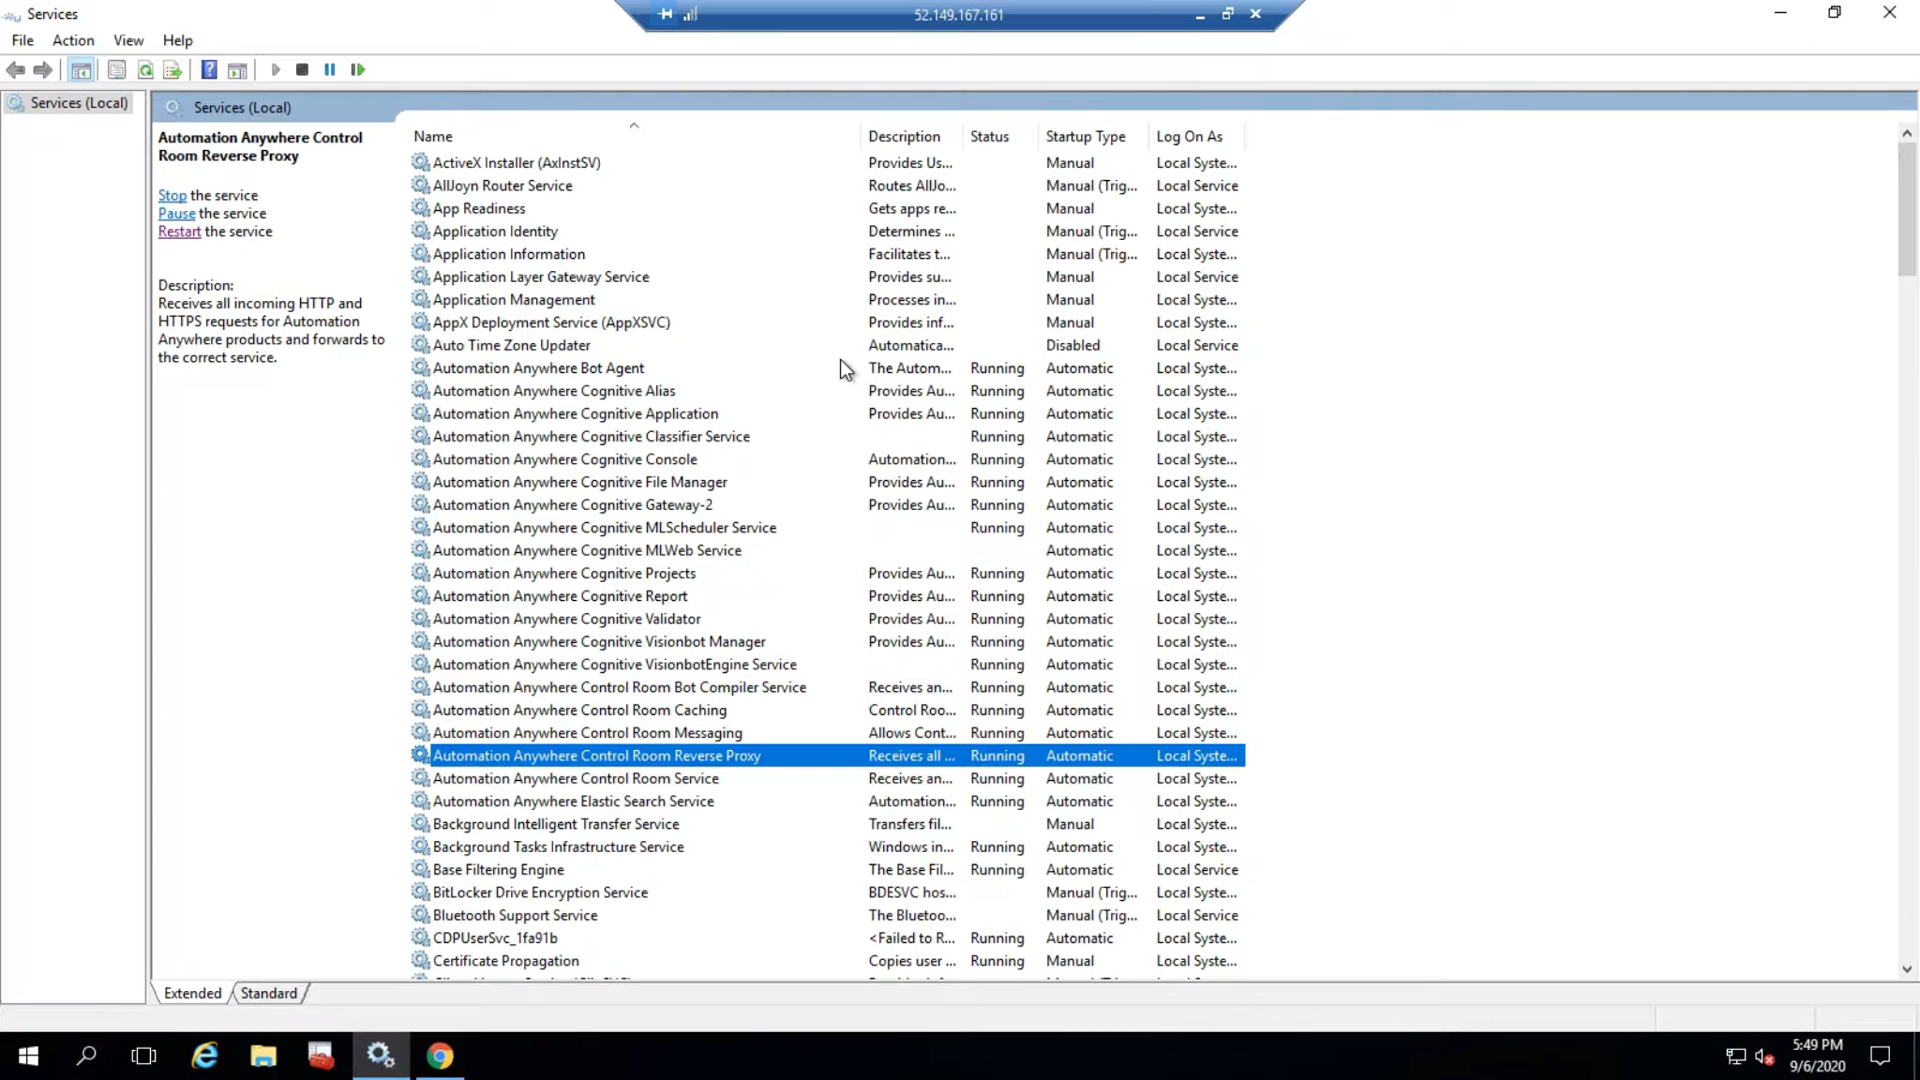 Services
52.149.167.161
File Action View Help
Services (Local)
Services (Local)
Automation Anywhere Control
Room Reverse Proxy
Stop the service
Pause the service
Restart the service
Description:
Receives all incoming HTTP and
HTTPS requests for Automation
Anywhere products and forwards to
the correct service.
Name Description Status Startup Type Log On As
ActiveX Installer (AxInstSV) Provides Us... Manual Local Syste...
AllJoyn Router Service Routes AllJo... Manual (Trig... Local Service
App Readiness Gets apps re... Manual Local Syste...
Application Identity Determines ... Manual (Trig... Local Service
Application Information Facilitates t... Manual (Trig... Local Syste...
Application Layer Gateway Service Provides su... Manual Local Service
Application Management Processes in... Manual Local Syste...
AppX Deployment Service (AppXSVC) Provides inf... Manual Local Syste...
Auto Time Zone Updater Automatica... Disabled Local Service
Automation Anywhere Bot Agent The Autom... Running Automatic Local Syste...
Automation Anywhere Cognitive Alias Provides Au... Running Automatic Local Syste...
Automation Anywhere Cognitive Application Provides Au... Running Automatic Local Syste...
Automation Anywhere Cognitive Classifier Service Running Automatic Local Syste...
Automation Anywhere Cognitive Console Automation... Running Automatic Local Syste...
Automation Anywhere Cognitive File Manager Provides Au... Running Automatic Local Syste...
Automation Anywhere Cognitive Gateway-2 Provides Au... Running Automatic Local Syste...
Automation Anywhere Cognitive MLScheduler Service Running Automatic Local Syste...
Automation Anywhere Cognitive MLWeb Service Automatic Local Syste...
Automation Anywhere Cognitive Projects Provides Au... Running Automatic Local Syste...
Automation Anywhere Cognitive Report Provides Au... Running Automatic Local Syste...
Automation Anywhere Cognitive Validator Provides Au... Running Automatic Local Syste...
Automation Anywhere Cognitive Visionbot Manager Provides Au... Running Automatic Local Syste...
Automation Anywhere Cognitive VisionbotEngine Service Running Automatic Local Syste...
Automation Anywhere Control Room Bot Compiler Service Receives an... Running Automatic Local Syste...
Automation Anywhere Control Room Caching Control Roo... Running Automatic Local Syste...
Automation Anywhere Control Room Messaging Allows Cont... Running Automatic Local Syste...
Automation Anywhere Control Room Reverse Proxy Receives all ... Running Automatic Local Syste...
Automation Anywhere Control Room Service Receives an... Running Automatic Local Syste...
Automation Anywhere Elastic Search Service Automation... Running Automatic Local Syste...
Background Intelligent Transfer Service Transfers fil... Manual Local Syste...
Background Tasks Infrastructure Service Windows in... Running Automatic Local Syste...
Base Filtering Engine The Base Fil... Running Automatic Local Service
BitLocker Drive Encryption Service BDESVC hos... Manual (Trig... Local Syste...
Bluetooth Support Service The Bluetoo... Manual (Trig... Local Service
CDPUserSvc_1fa91b <Failed to R... Running Automatic Local Syste...
Certificate Propagation Copies user ... Running Manual Local Syste...
Extended Standard
5:49 PM
9/6/2020